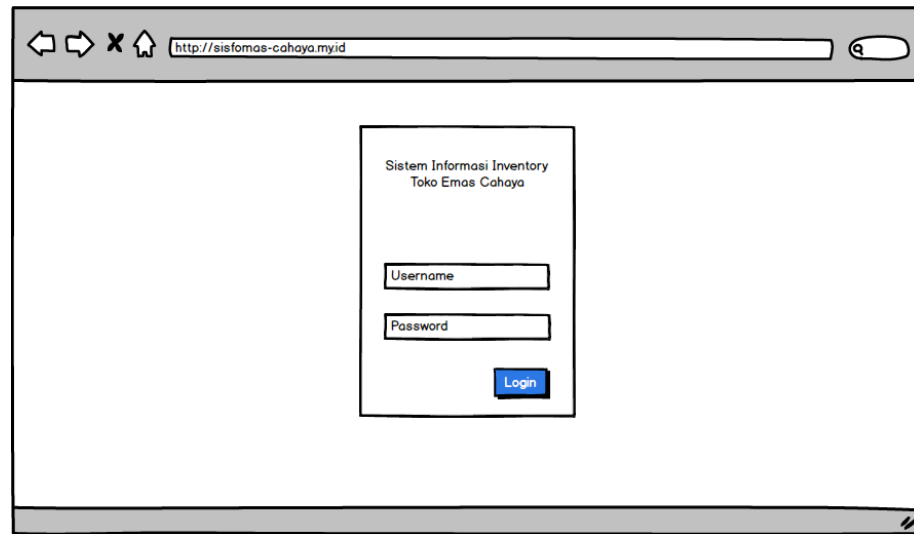 http://sisfomas-cahaya.my.id
Sistem Informasi Inventory
Toko Emas Cahaya
Username
Password
Login